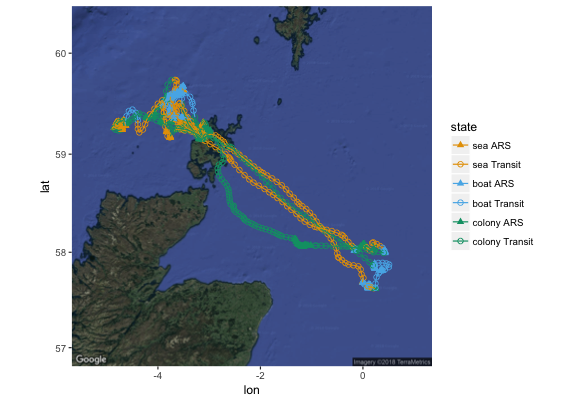 60
59
58
57
lat
-4
-2
0
lon
Google
Imagery ©2018 TerraMetrics
state
sea ARS
sea Transit
boat ARS
boat Transit
colony ARS
colony Transit